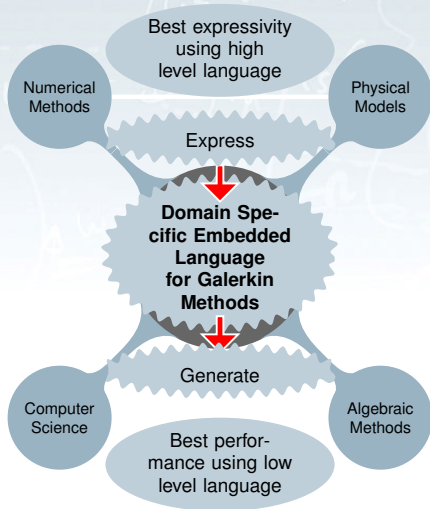 Best expressivity
using high
level language
Numerical
Methods
Physical
Models
Express
Domain Spe-
cific Embedded
Language
for Galerkin
Methods
Generate
Computer
Science
Algebraic
Methods
Best perfor-
mance using low
level language